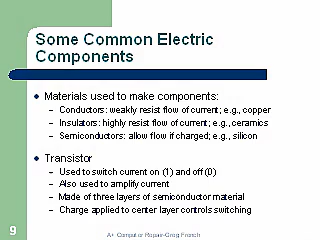 Some Common Electric
Components
Materials used to make components:
– Conductors: weakly resist flow of current; e.g., copper
– Insulators: highly resist flow of current; e.g., ceramics
– Semiconductors: allow flow if charged; e.g., silicon
Transistor
– Used to switch current on (1) and off (0)
– Also used to amplify current
– Made of three layers of semiconductor material
– Charge applied to center layer controls switching
9
A+ Computer Repair-Greg French